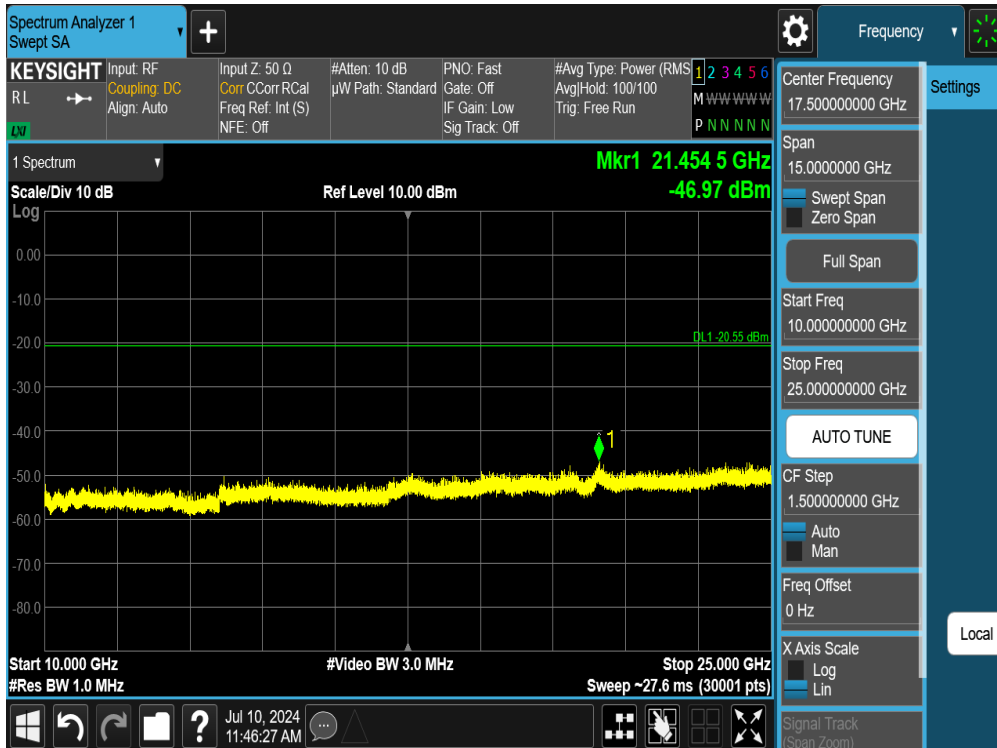 Spectrum Analyzer 1
Swept SA
+
Frequency
KEYSIGHT
R L
LXI
Input: RF
Coupling: DC
Align: Auto
Input Z: 50 Ω
Corr CCorr RCal
Freq Ref: Int (S)
NFE: Off
#Atten: 10 dB
µW Path: Standard
PNO: Fast
Gate: Off
IF Gain: Low
Sig Track: Off
#Avg Type: Power (RMS
Avg|Hold: 100/100
Trig: Free Run
1 2 3 4 5 6
M W W W W W
P N N N N N
1 Spectrum
Mkr1 21.454 5 GHz
Scale/Div 10 dB
Ref Level 10.00 dBm
-46.97 dBm
Log
0.00
-10.0
-20.0
-30.0
-40.0
-50.0
-60.0
-70.0
-80.0
DL1 -20.55 dBm
1
Start 10.000 GHz
#Video BW 3.0 MHz
Stop 25.000 GHz
#Res BW 1.0 MHz
Sweep ~27.6 ms (30001 pts)
Center Frequency
17.500000000 GHz
Span
15.0000000 GHz
Swept Span
Zero Span
Full Span
Start Freq
10.000000000 GHz
Stop Freq
25.000000000 GHz
AUTO TUNE
CF Step
1.500000000 GHz
Auto
Man
Freq Offset
0 Hz
X Axis Scale
Log
Lin
Signal Track
(Span Zoom)
Settings
Local
?
Jul 10, 2024
11:46:27 AM